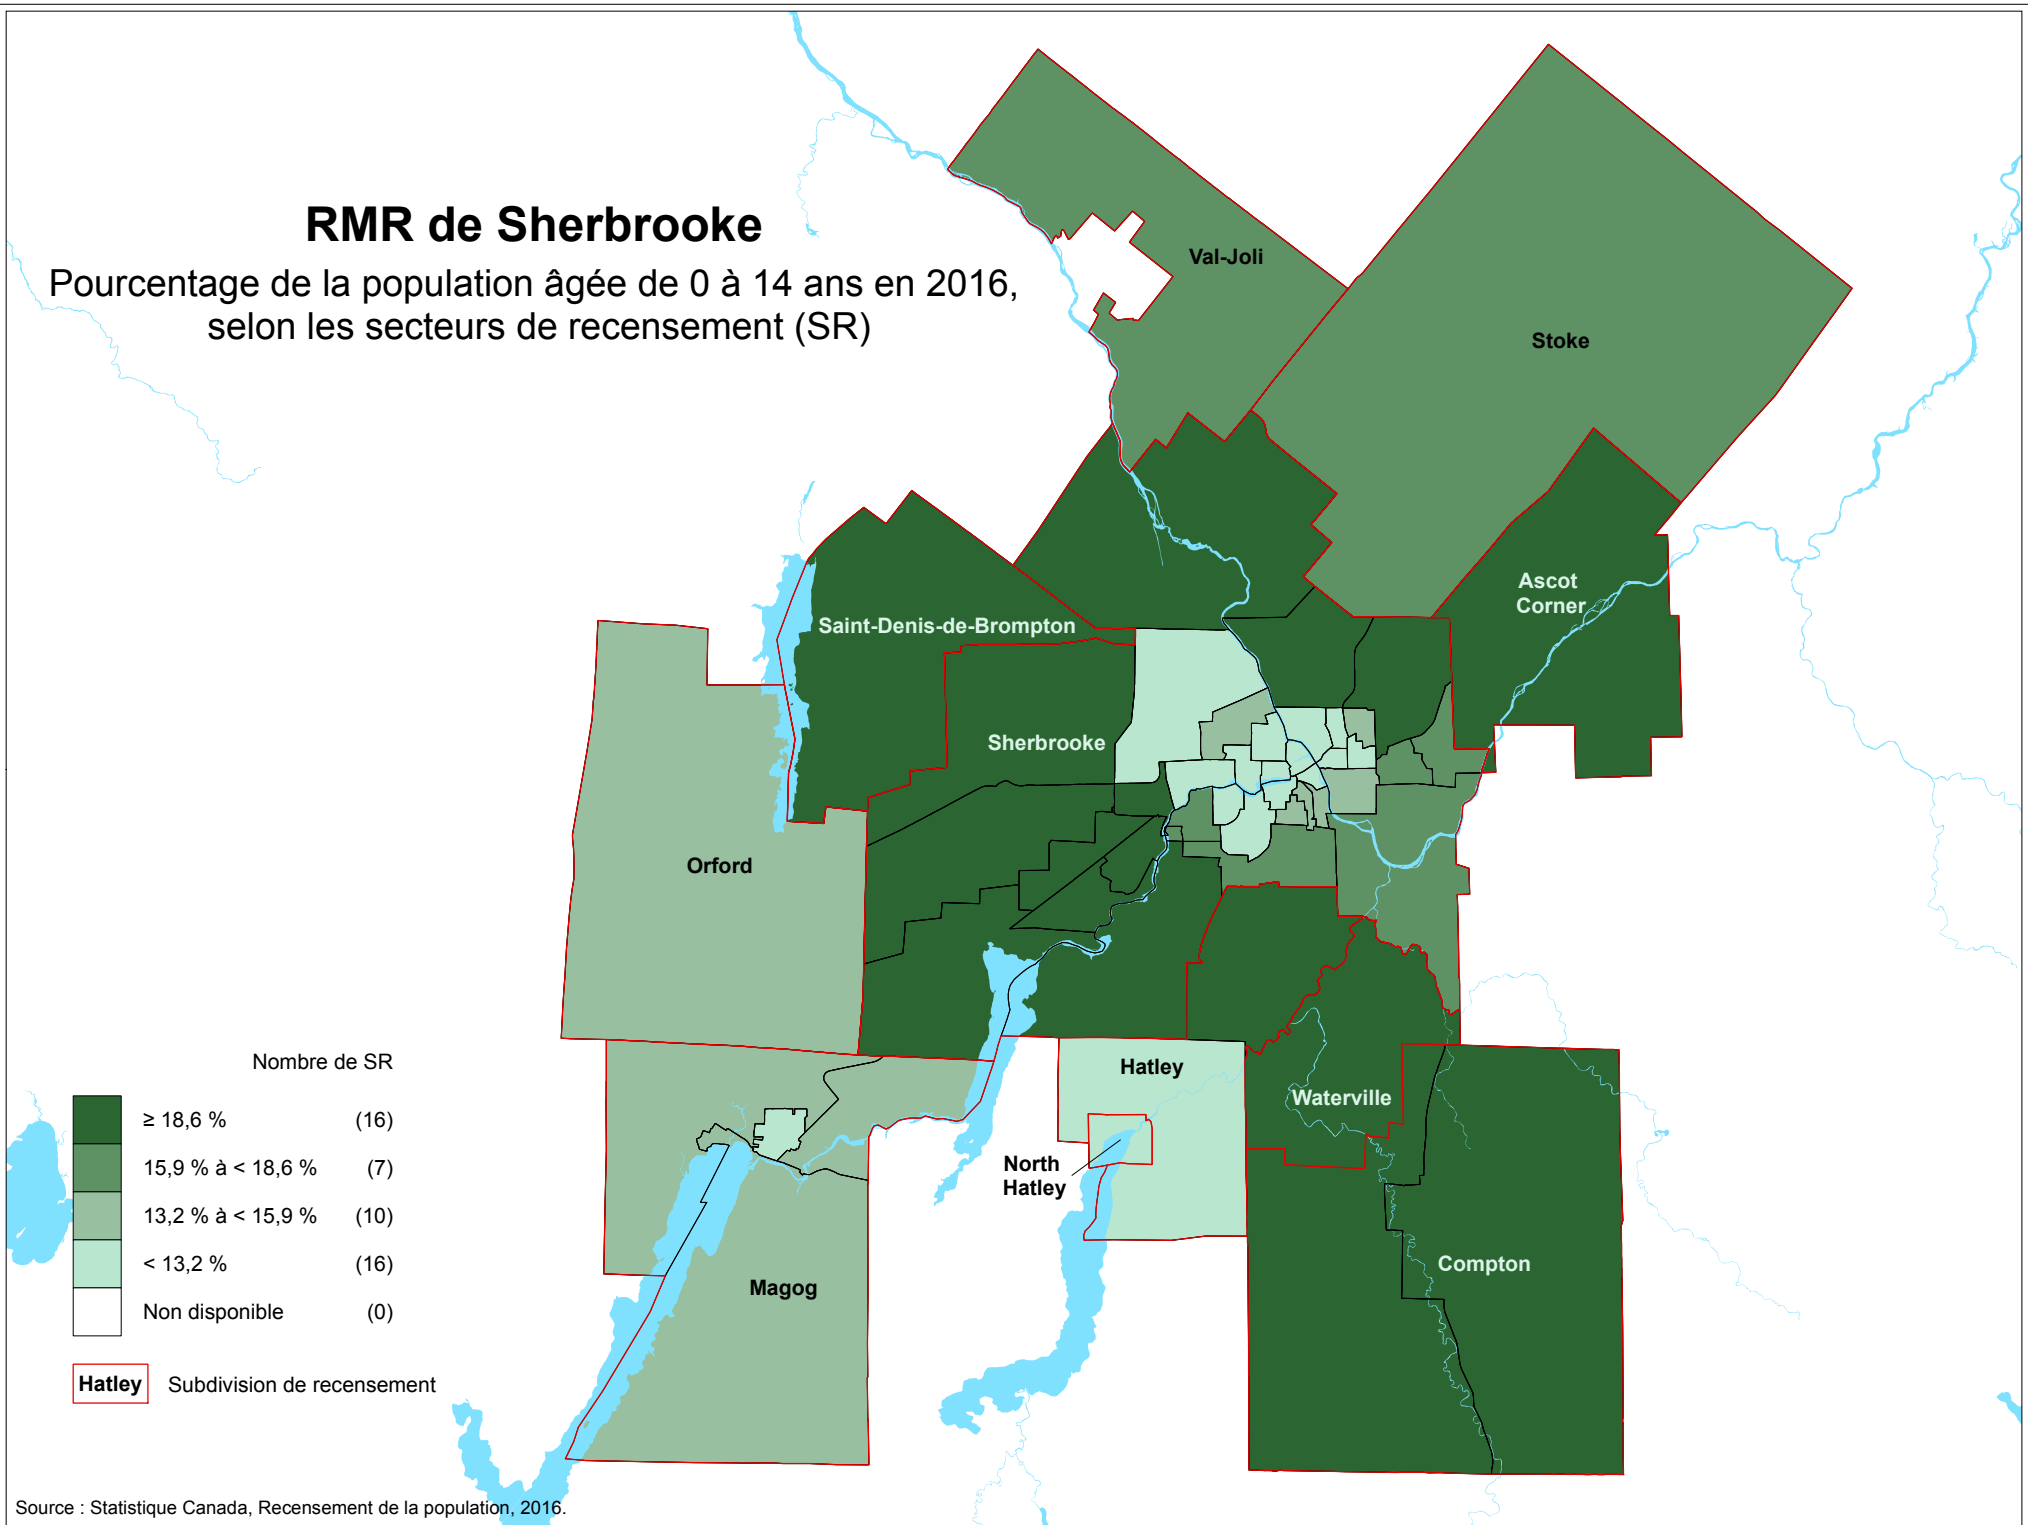 RMR de Sherbrooke
Pourcentage de la population âgée de 0 à 14 ans en 2016,
selon les secteurs de recensement (SR)
Val-Joli
Stoke
Ascot
Corner
Saint-Denis-de-Brompton
Sherbrooke
Orford
Hatley
Waterville
North
Hatley
Compton
Magog
Nombre de SR
≥ 18,6 % (16)
15,9 % à < 18,6 % (7)
13,2 % à < 15,9 % (10)
< 13,2 % (16)
Non disponible (0)
Hatley Subdivision de recensement
Source : Statistique Canada, Recensement de la population, 2016.